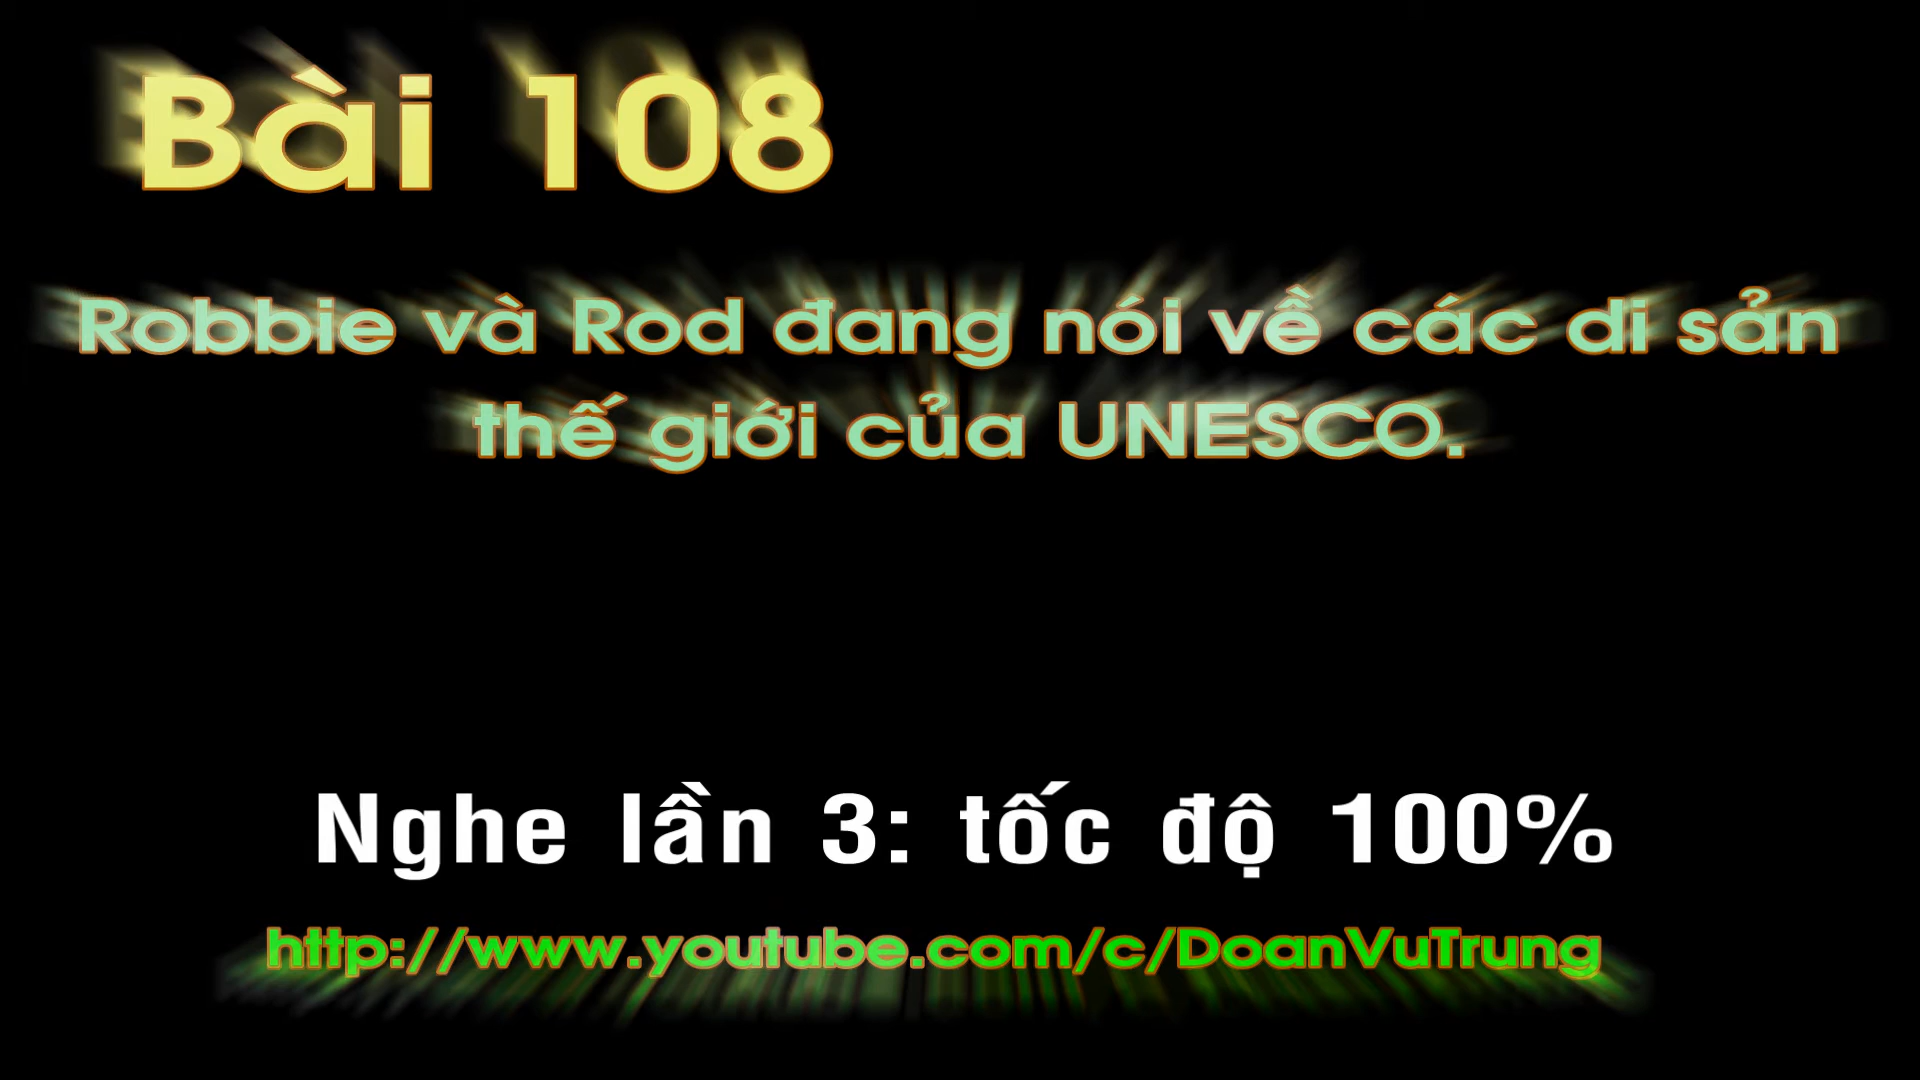 Bài 108
Robbie và Rod đang nói về các di sản
thế giới của UNESCO.
Nghe lần 3: tốc độ 100%
http://www.youtube.com/c/DoanVuTrung